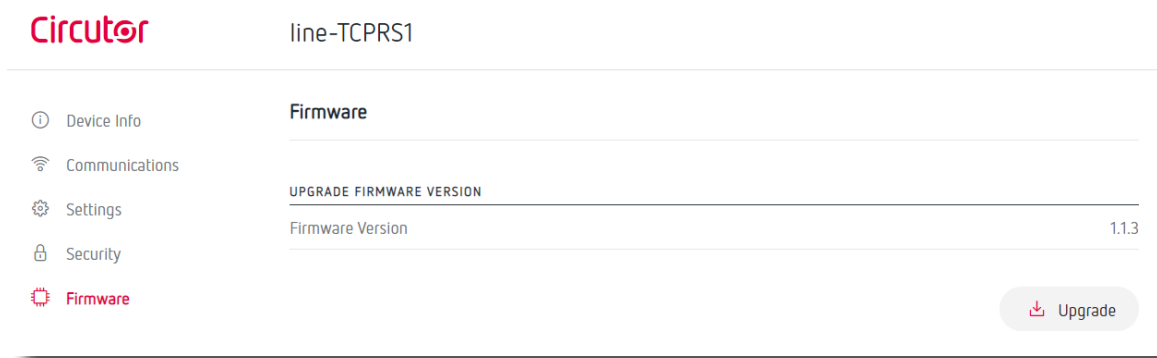 Circutor
line-TCPRS1
Device Info
Communications
Settings
Security
Firmware
Firmware
UPGRADE FIRMWARE VERSION
Firmware Version 1.1.3
Upgrade